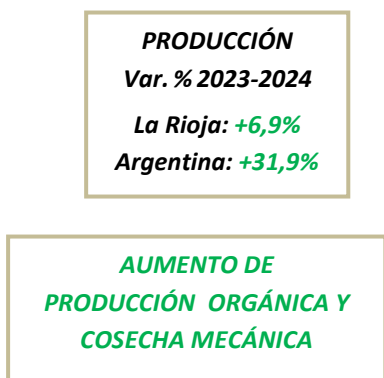 PRODUCCIÓN
Var. % 2023-2024
La Rioja: +6,9%
Argentina: +31,9%
AUMENTO DE
PRODUCCIÓN ORGÁNICA Y
COSECHA MECÁNICA